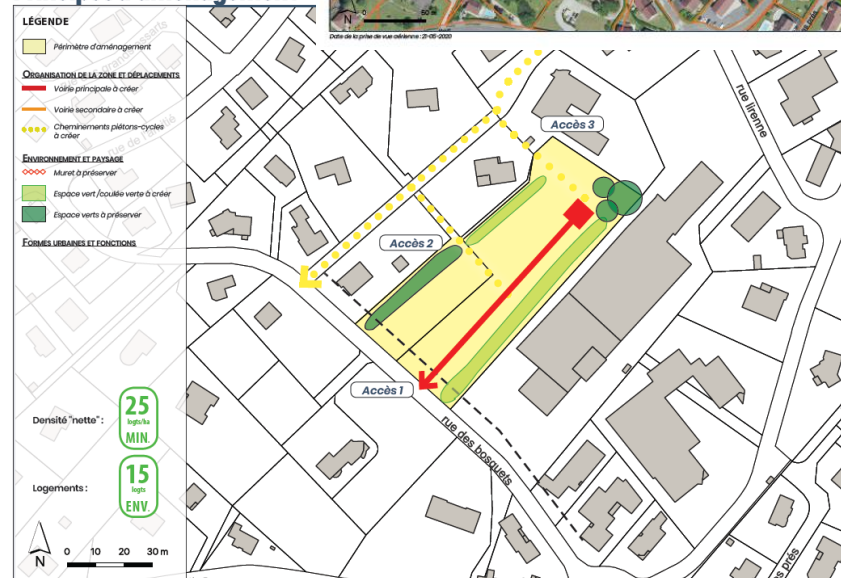 0 50 m
Date de la prise de vue aérienne : 21-05-2020
LÉGENDE
Périmètre d'aménagement
ORGANISATION DE LA ZONE ET DÉPLACEMENTS
Voirie principale à créer
Voirie secondaire à créer
Cheminements piétons-cycles
à créer
ENVIRONNEMENT ET PAYSAGE
Muret à préserver
Espace vert /coulée verte à créer
Espace verts à préserver
FORMES URBAINES ET FONCTIONS
Densité "nette" :
25
logts/ha
MIN.
Logements :
15
logts
ENV.
N
0 10 20 30 m
Accès 3
Accès 2
Accès 1
rue des bosquets
rue lirenne
prés